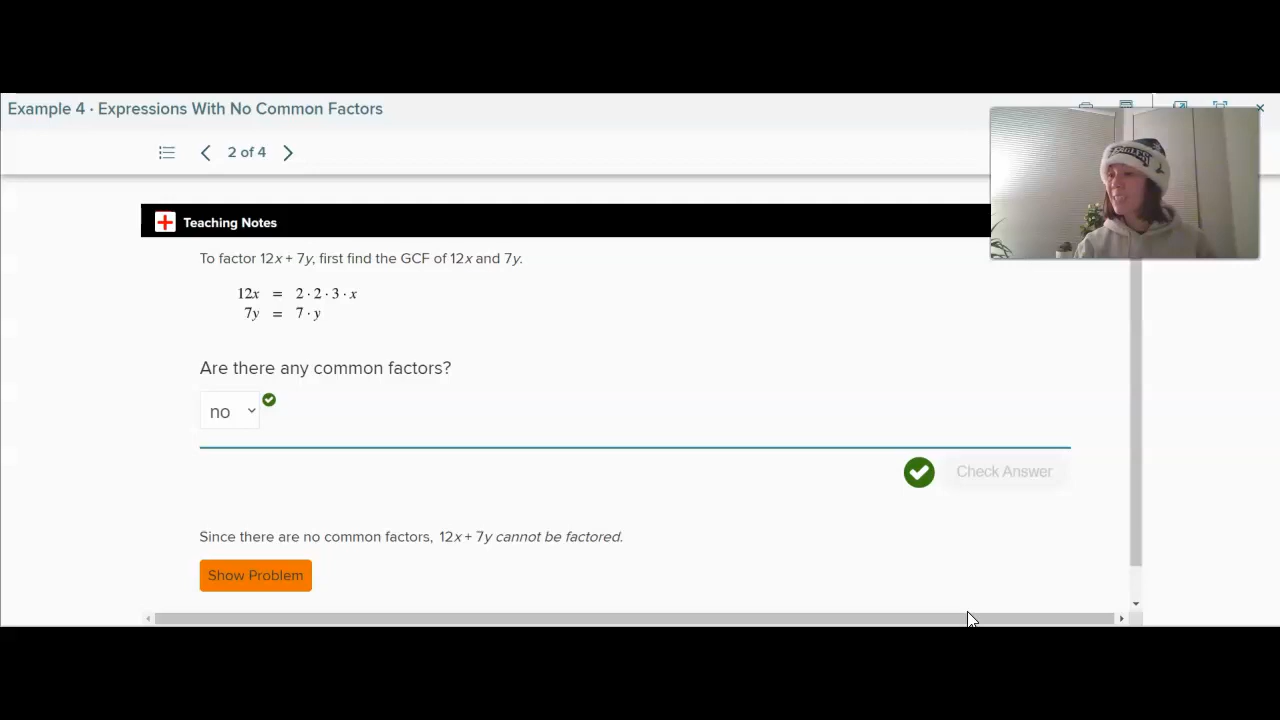 Example 4 · Expressions With No Common Factors
2 of 4
Teaching Notes
To factor 12x + 7y, first find the GCF of 12x and 7y.
12x = 2 · 2 · 3 · x
7y = 7 · y
Are there any common factors?
no
Check Answer
Since there are no common factors, 12x + 7y cannot be factored.
Show Problem